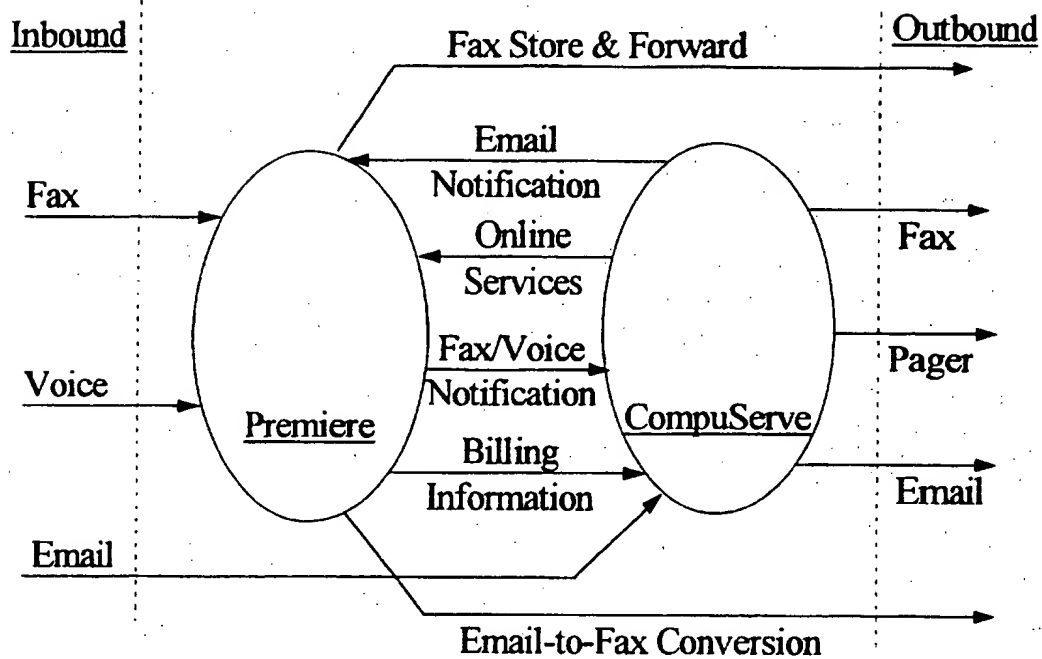 Inbound
Outbound
Fax Store & Forward
Email
Notification
Fax
Online
Services
Fax
Fax/Voice
Notification
Pager
Voice
Premiere
CompuServe
Billing
Information
Email
Email
Email-to-Fax Conversion